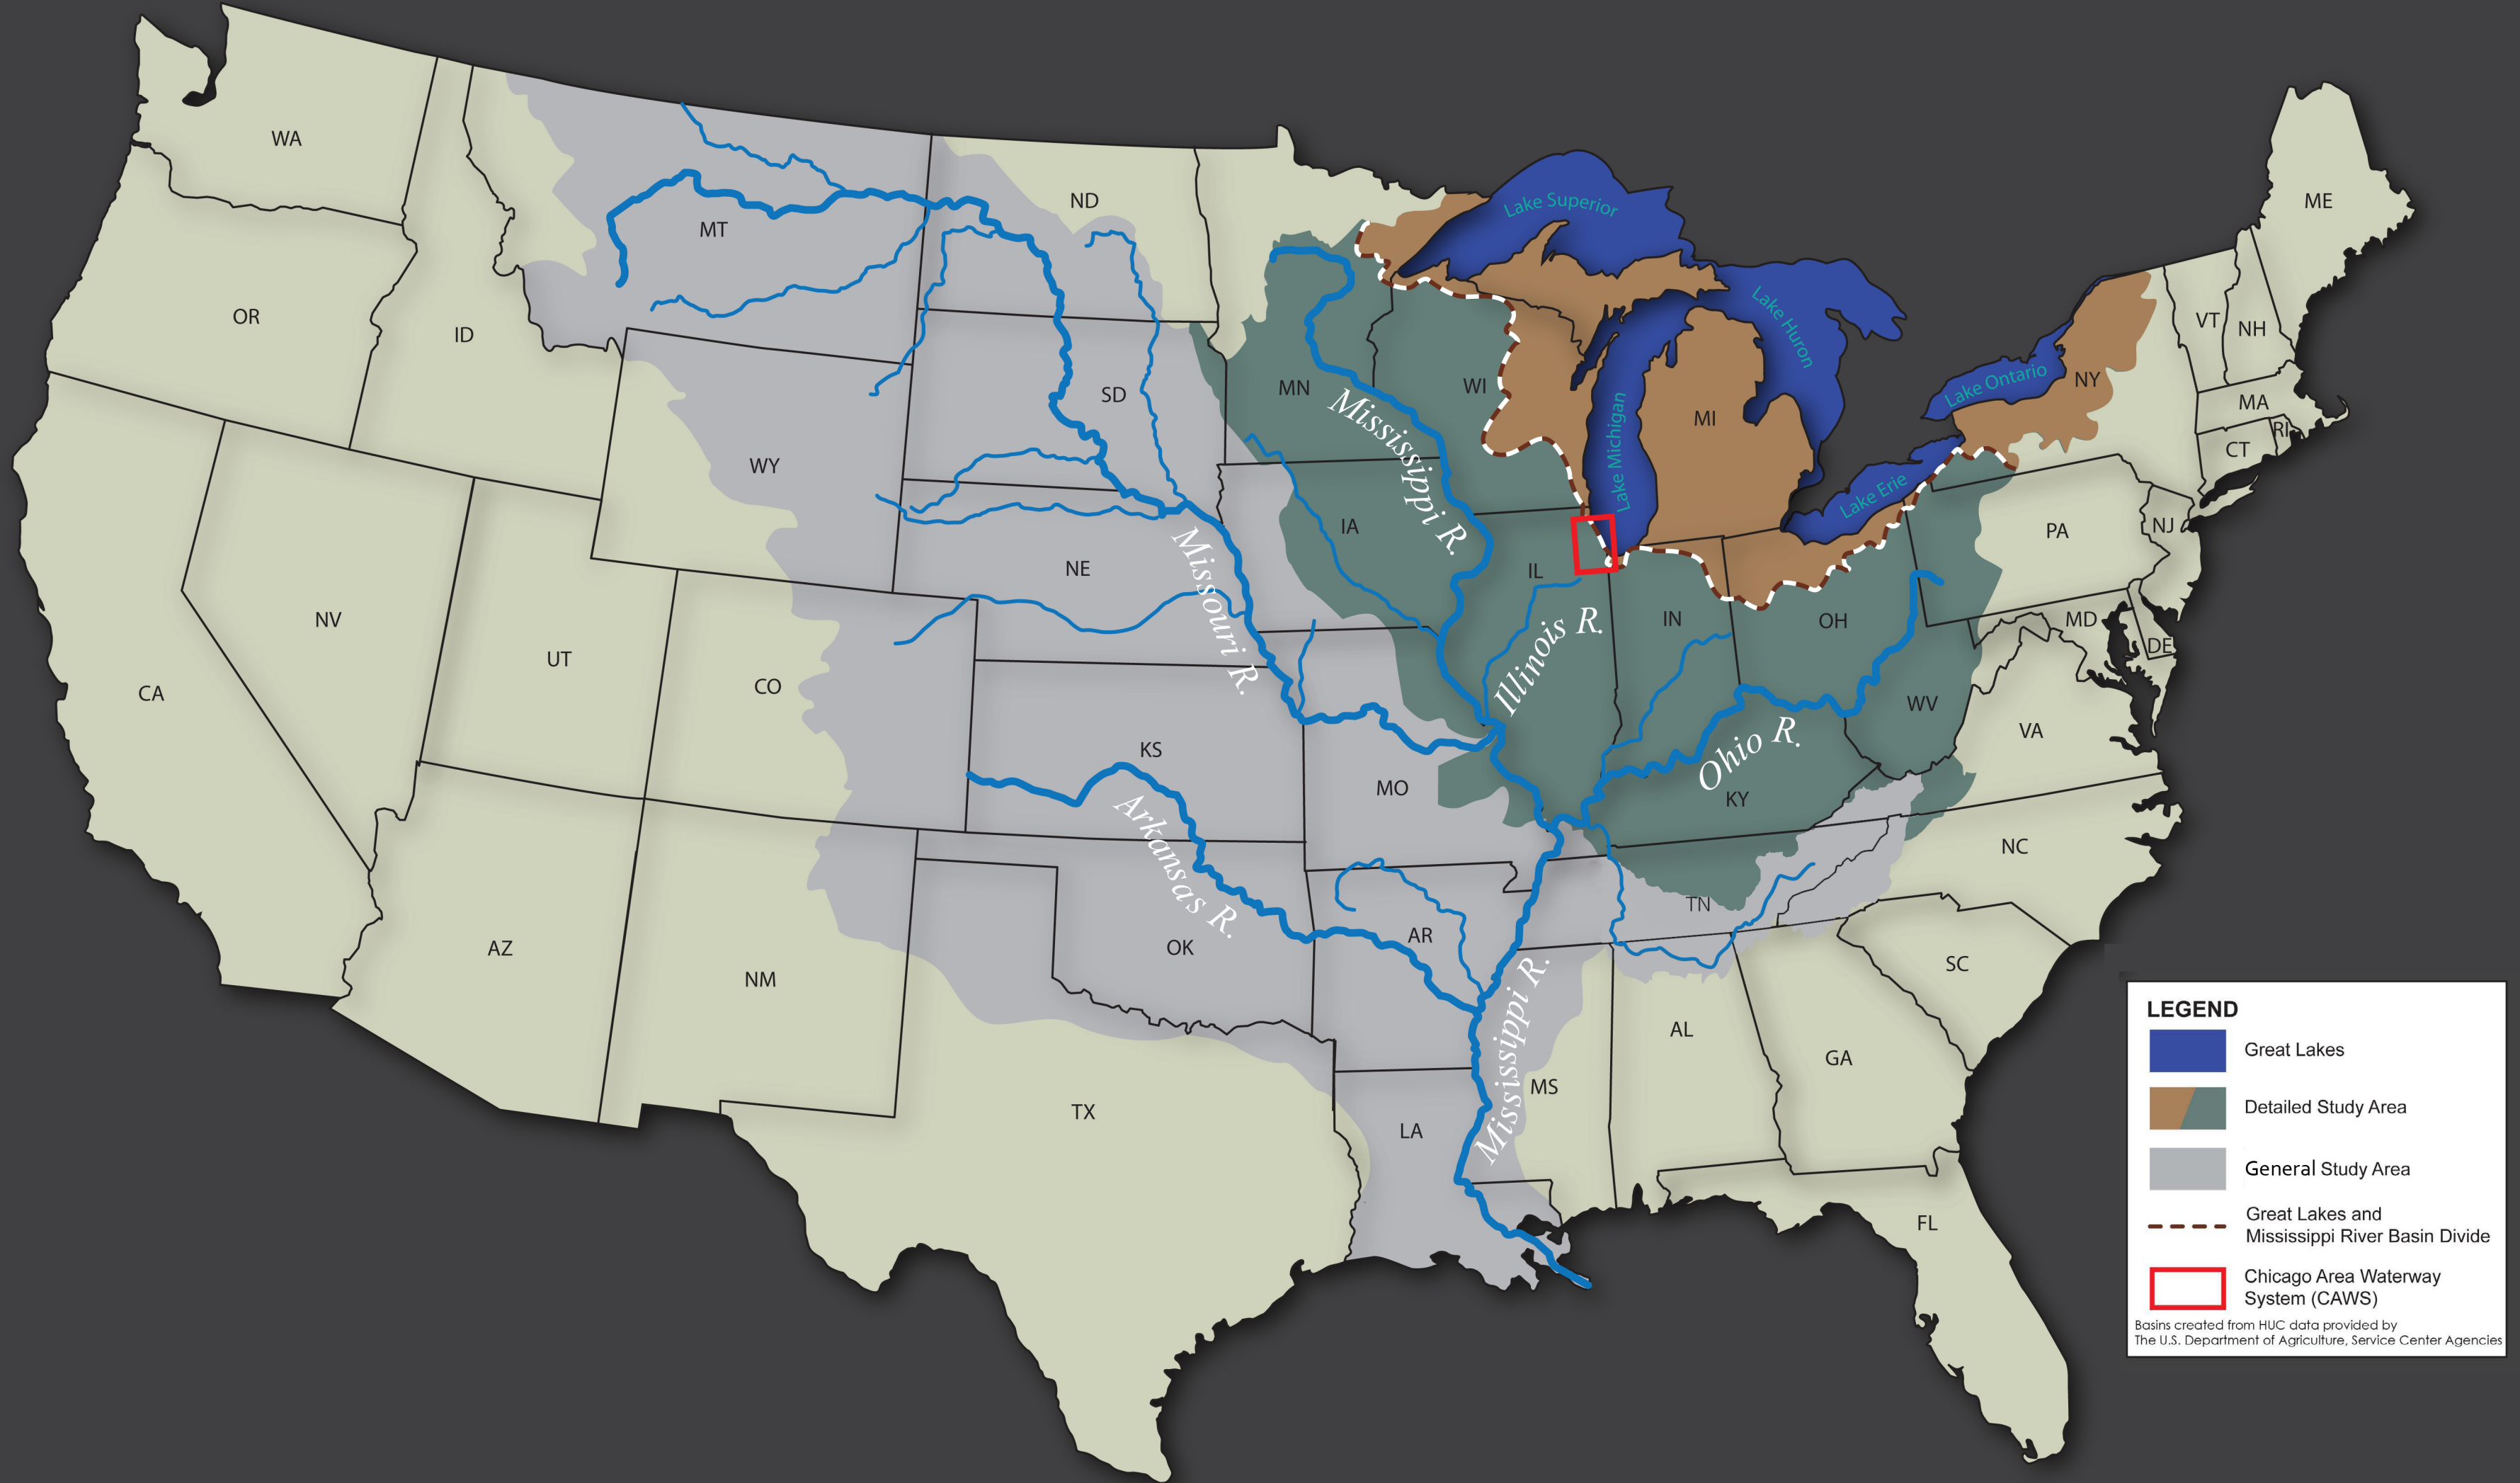 WA
MT
ND
ME
OR
ID
Lake Superior
Lake Huron
VT
NH
MN
WI
SD
WY
Lake Michigan
MI
Lake Ontario
NY
MA
RI
CT
Mississippi R.
Lake Erie
IA
PA
NJ
NE
IL
IN
OH
MD
DE
NV
UT
CO
CA
Missouri R.
Illinois R.
WV
VA
KS
MO
Ohio R.
KY
NC
Arkansas R.
TN
AZ
NM
OK
AR
SC
Mississippi R.
AL
GA
MS
TX
LA
FL
LEGEND
Great Lakes
Detailed Study Area
General Study Area
Great Lakes and
Mississippi River Basin Divide
Chicago Area Waterway
System (CAWS)
Basins created from HUC data provided by
The U.S. Department of Agriculture, Service Center Agencies